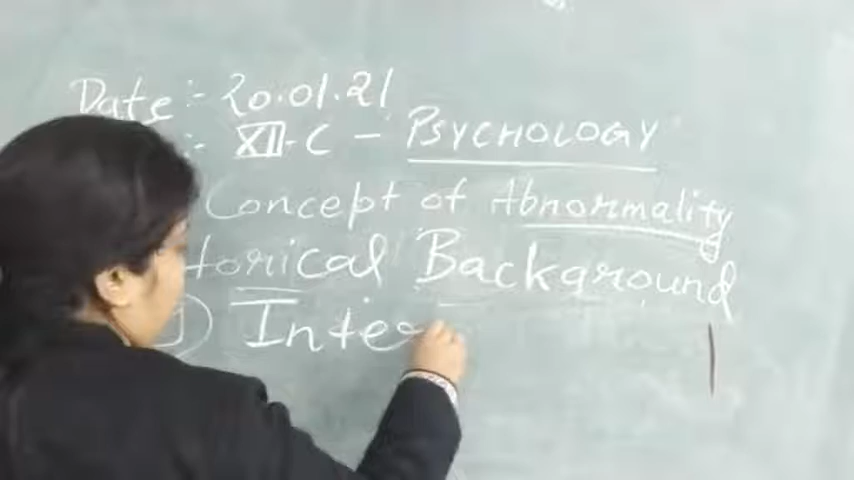 Date :- 20.01.21
:- XII-C - PSYCHOLOGY
Concept of Abnormality
torical Background
Inte